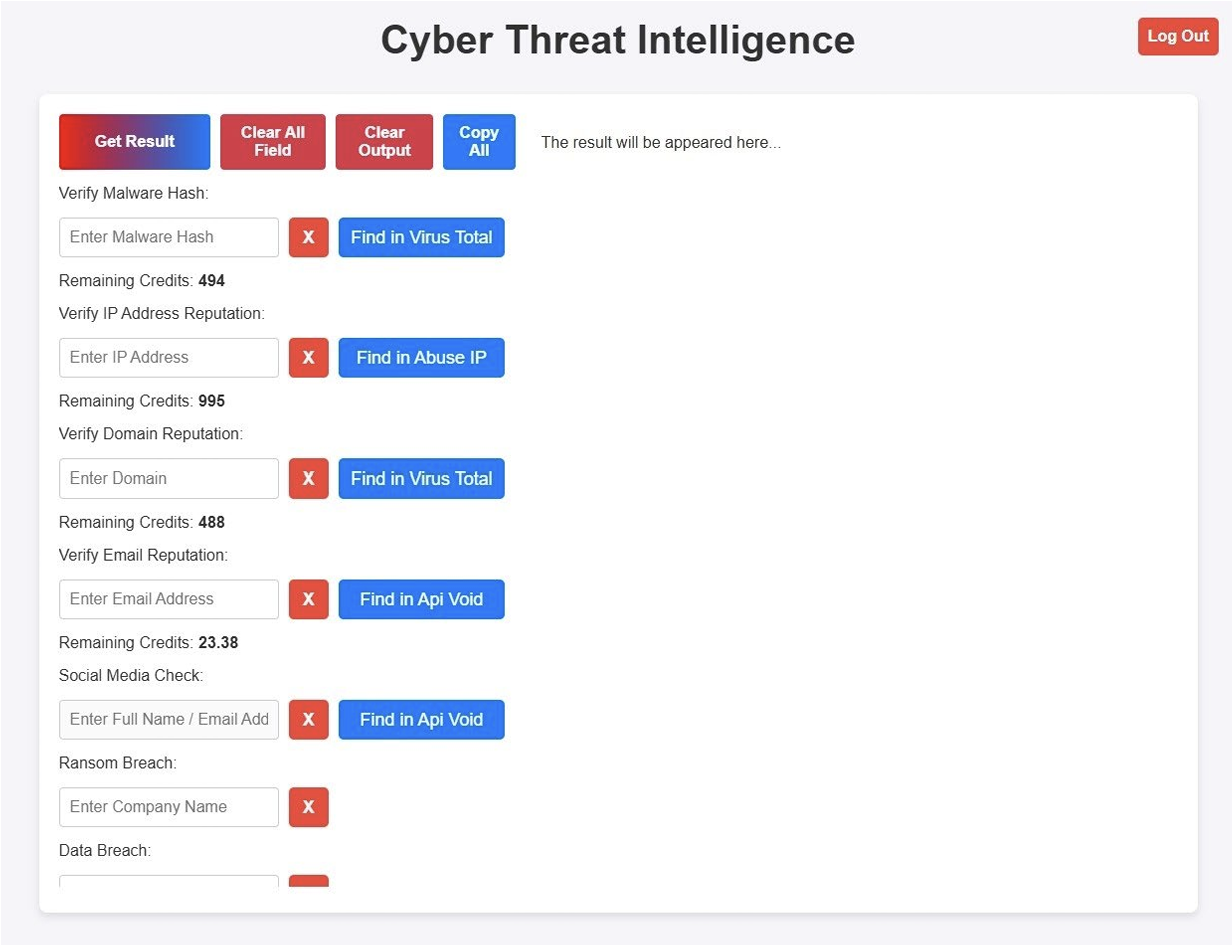 Cyber Threat Intelligence
Log Out
Get Result
Clear All
Field
Clear
Output
Copy
All
The result will be appeared here...
Verify Malware Hash:
Enter Malware Hash
X
Find in Virus Total
Remaining Credits: 494
Verify IP Address Reputation:
Enter IP Address
X
Find in Abuse IP
Remaining Credits: 995
Verify Domain Reputation:
Enter Domain
X
Find in Virus Total
Remaining Credits: 488
Verify Email Reputation:
Enter Email Address
X
Find in Api Void
Remaining Credits: 23.38
Social Media Check:
Enter Full Name / Email Add
X
Find in Api Void
Ransom Breach:
Enter Company Name
X
Data Breach: